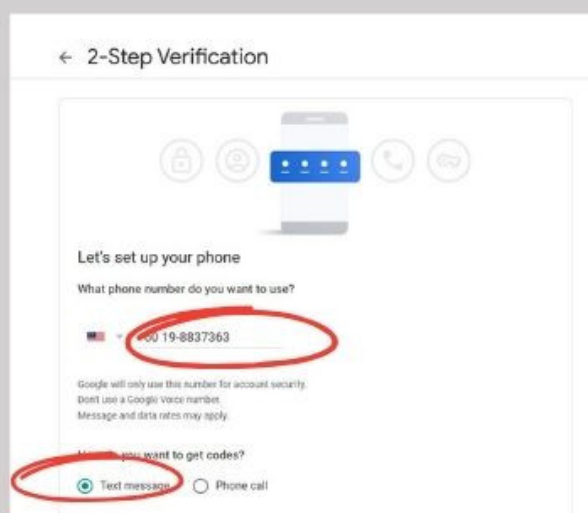 ← 2-Step Verification
Let's set up your phone
What phone number do you want to use?
19-8837363
Google will only use this number for account security.
Don't use a Google Voice number.
Message and data rates may apply.
you want to get codes?
Text message
Phone call